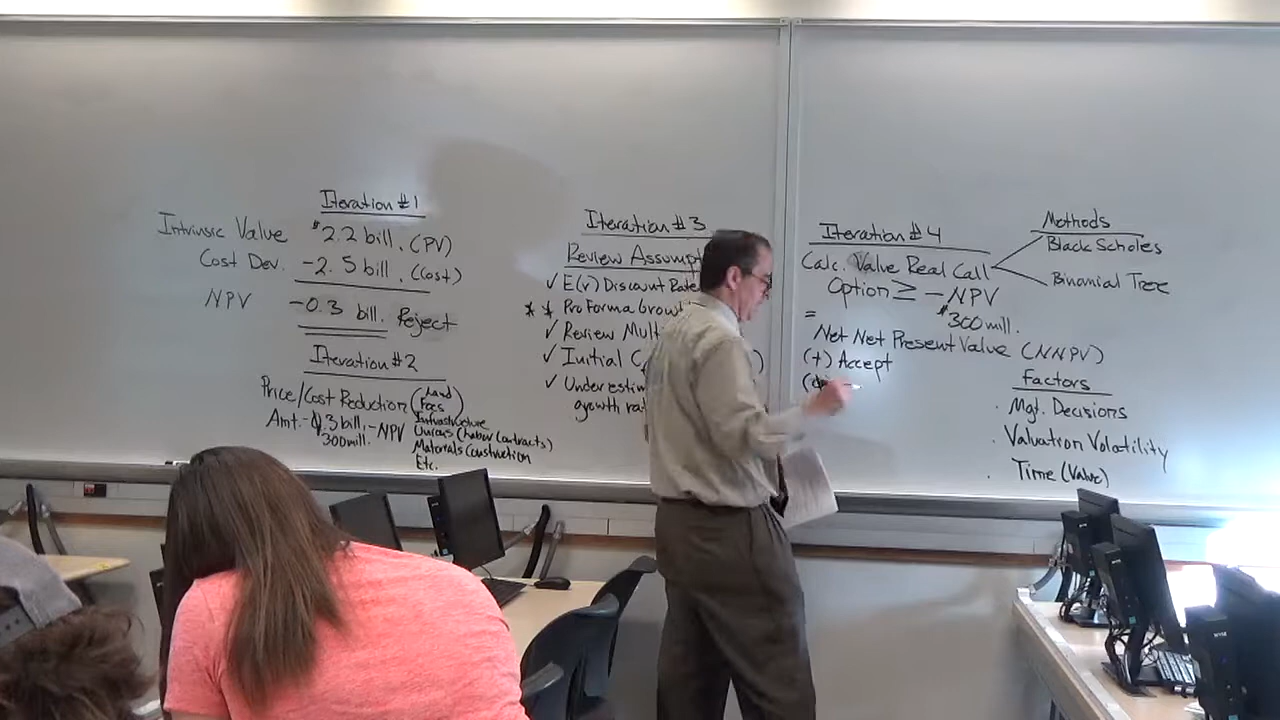 Iteration #1
Intrinsic Value $2.2 bill. (PV)
Cost Dev. -2.5 bill. (Cost)
NPV -0.3 bill. Reject
Iteration #2
Price/Cost Reduction (Land
Fees)
Infrastructure
Amt. -0.3 bill. -NPV Unions (Labor Contracts)
300 mill. Materials Construction
Etc.
Iteration #3
Review Assumpt
✓ E(r) Discount Rate
** Pro Forma Growt
✓ Review Mult
✓ Initial
✓ Underestim
growth ra
Iteration #4
Calc. Value Real Call
Option ≥ -NPV
$300 mill.
=
Net Net Present Value (NNPV)
(+) Accept
Methods
Black Scholes
Binomial Tree
Factors
. Mgt. Decisions
. Valuation Volatility
. Time (Value)